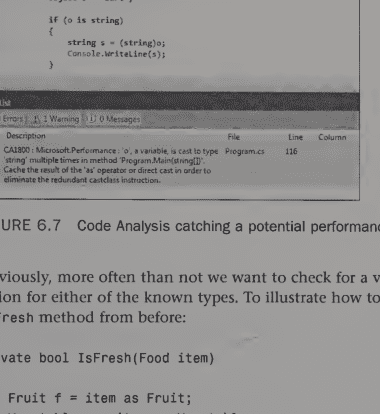 if (o is string)
{
string s = (string)o;
Console.WriteLine(s);
}
List
Errors 1 Warning 0 Messages
Description File Line Column
CA1800 : Microsoft.Performance : 'o', a variable, is cast to type Program.cs 116
'string' multiple times in method 'Program.Main(string[])'.
Cache the result of the 'as' operator or direct cast in order to
eliminate the redundant castclass instruction.
URE 6.7 Code Analysis catching a potential performanc
viously, more often than not we want to check for a v
ion for either of the known types. To illustrate how to
Fresh method from before:
vate bool IsFresh(Food item)
Fruit f = item as Fruit;